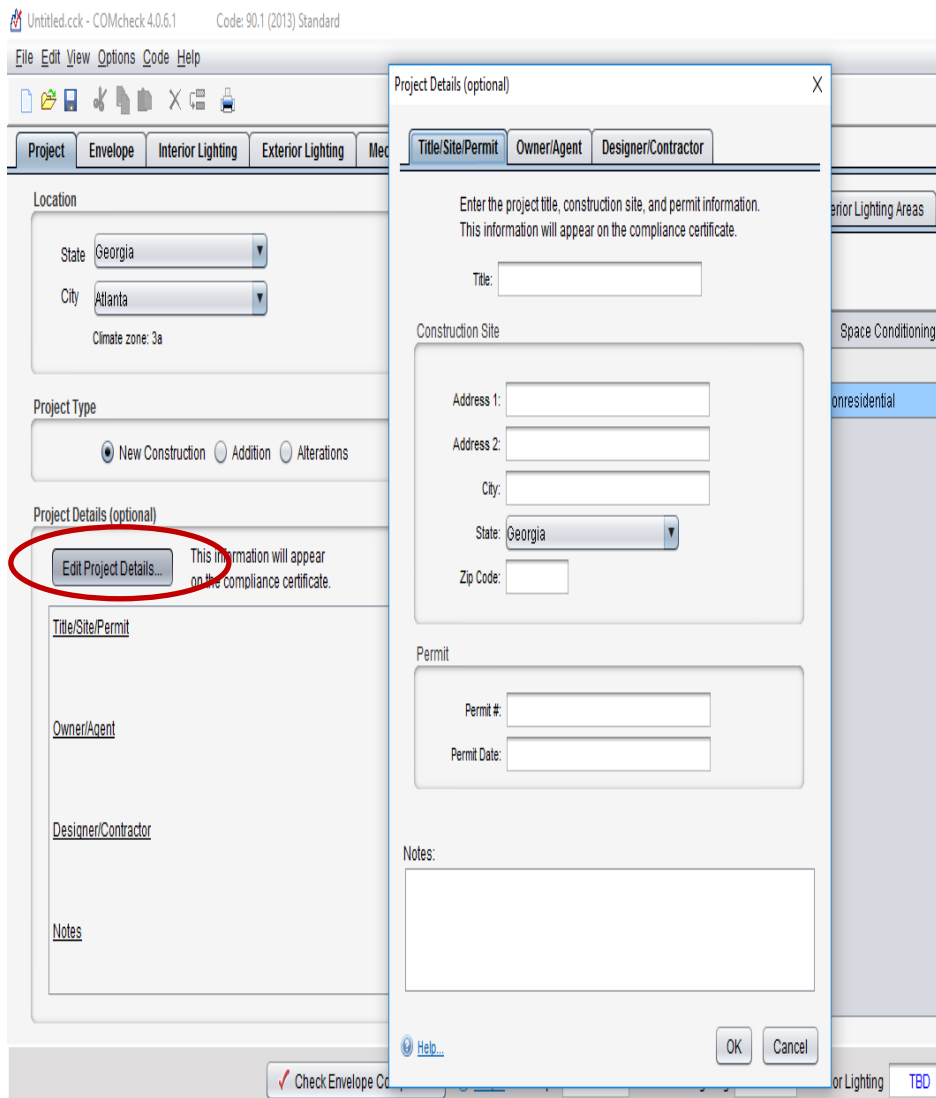 Untitled.cck - COMcheck 4.0.6.1 Code: 90.1 (2013) Standard
File Edit View Options Code Help
Project Envelope Interior Lighting Exterior Lighting
Location
State Georgia
City Atlanta
Climate zone: 3a
Project Type
New Construction Addition Alterations
Project Details (optional)
Edit Project Details... This information will appear
on the compliance certificate.
Title/Site/Permit
Owner/Agent
Designer/Contractor
Notes
Check Envelope
Project Details (optional)
Title/Site/Permit Owner/Agent Designer/Contractor
Enter the project title, construction site, and permit information.
This information will appear on the compliance certificate.
Title:
Construction Site
Address 1:
Address 2:
City:
State: Georgia
Zip Code:
Permit
Permit #:
Permit Date:
Notes:
Help... OK Cancel
Lighting Areas
Space Conditioning
onresidential
or Lighting TBD